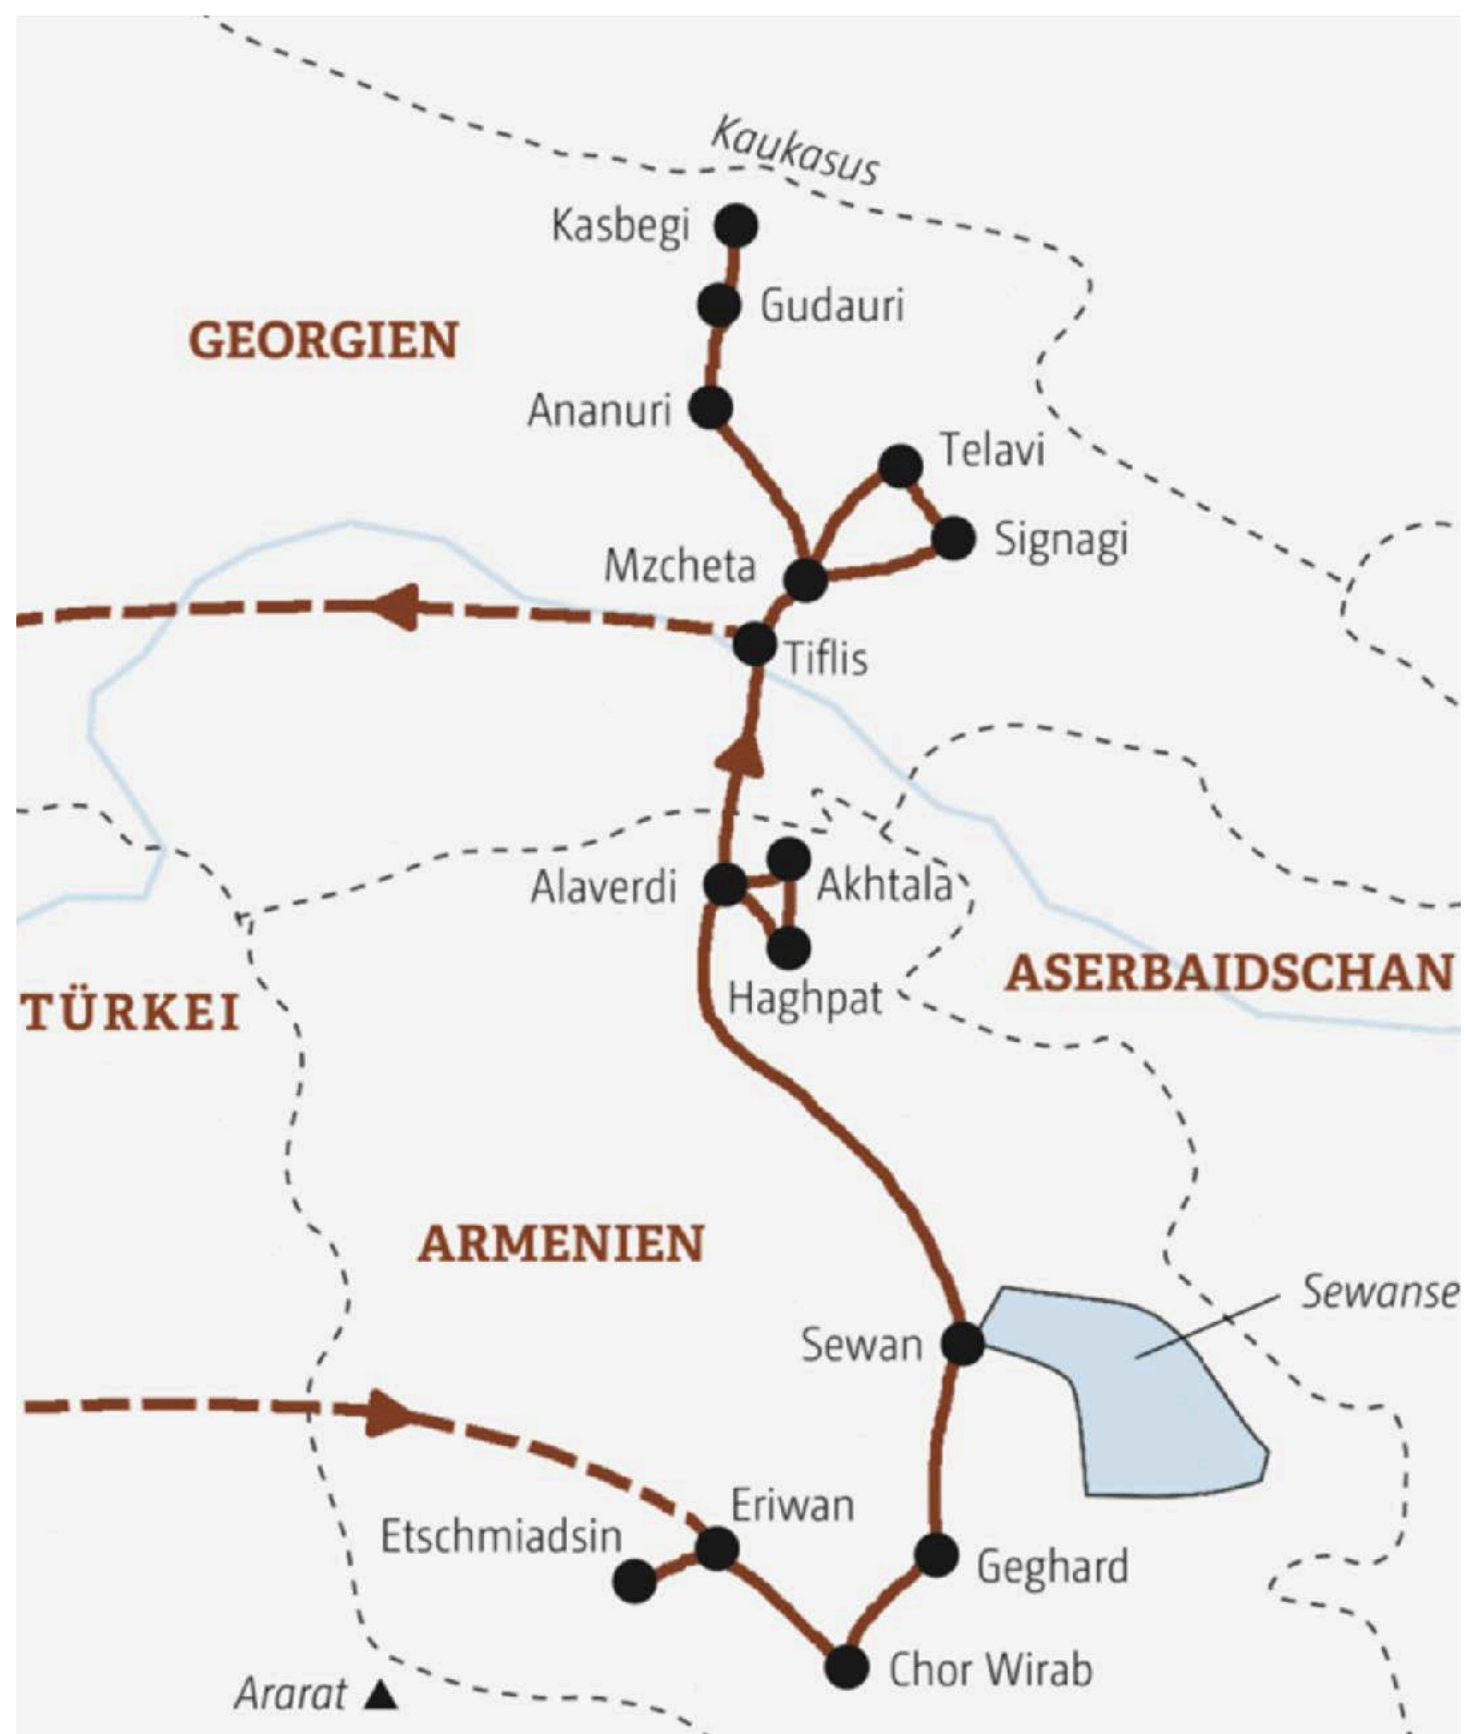 Kaukasus
Kasbegi
Gudauri
GEORGIEN
Ananuri
Telavi
Signagi
Mzcheta
Tiflis
Alaverdi
Akhtala
Haghpat
ASERBAIDSCHAN
TÜRKEI
ARMENIEN
Sewanse
Sewan
Eriwan
Etschmiadsin
Geghard
Chor Wirab
Ararat